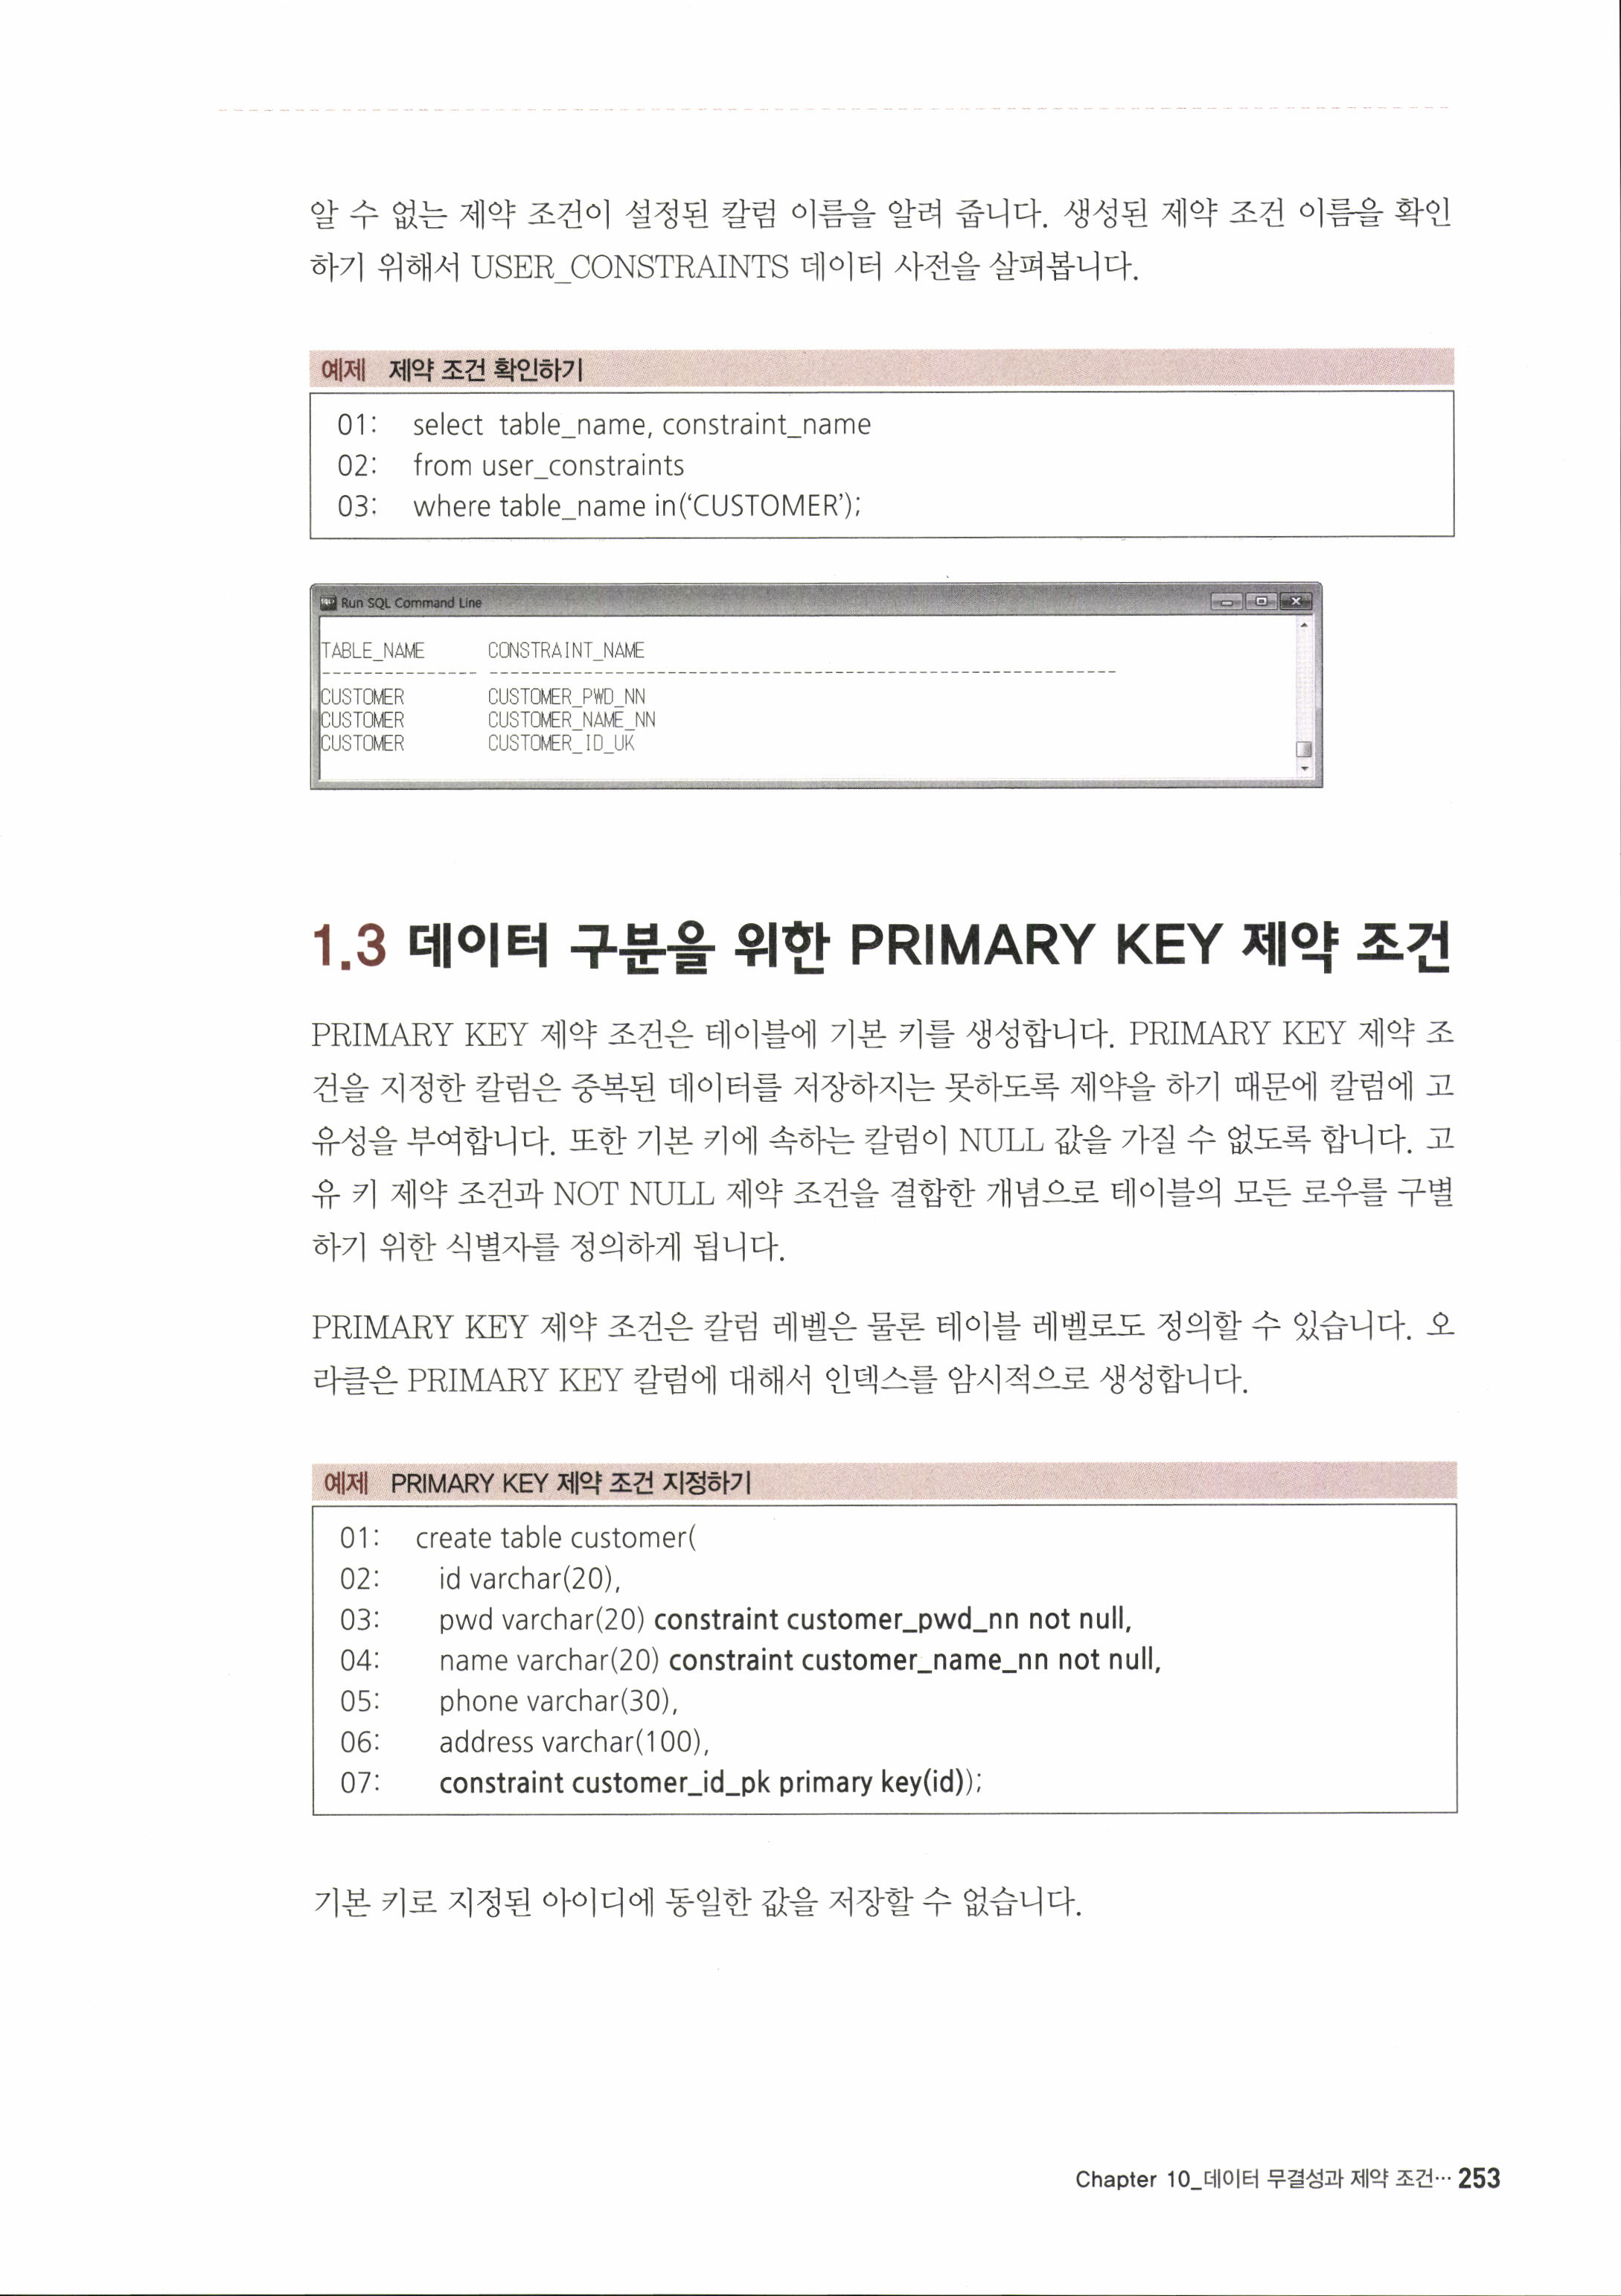 알 수 없는 제약 조건이 설정된 칼럼 이름을 알려 줍니다. 생성된 제약 조건 이름을 확인
하기 위해서 USER_CONSTRAINTS 데이터 사전을 살펴봅니다.
예제 제약 조건 확인하기
01: select table_name, constraint_name
02: from user_constraints
03: where table_name in(‘CUSTOMER’);
Run SQL Command Line
TABLE_NAME CONSTRAINT_NAME
CUSTOMER CUSTOMER_PWD_NN
CUSTOMER CUSTOMER_NAME_NN
CUSTOMER CUSTOMER_ID_UK
1.3 데이터 구분을 위한 PRIMARY KEY 제약 조건
PRIMARY KEY 제약 조건은 테이블에 기본 키를 생성합니다. PRIMARY KEY 제약 조
건을 지정한 칼럼은 중복된 데이터를 저장하지는 못하도록 제약을 하기 때문에 칼럼에 고
유성을 부여합니다. 또한 기본 키에 속하는 칼럼이 NULL 값을 가질 수 없도록 합니다. 고
유 키 제약 조건과 NOT NULL 제약 조건을 결합한 개념으로 테이블의 모든 로우를 구별
하기 위한 식별자를 정의하게 됩니다.
PRIMARY KEY 제약 조건은 칼럼 레벨은 물론 테이블 레벨로도 정의할 수 있습니다. 오
라클은 PRIMARY KEY 칼럼에 대해서 인덱스를 암시적으로 생성합니다.
예제 PRIMARY KEY 제약 조건 지정하기
01: create table customer(
02: id varchar(20),
03: pwd varchar(20) constraint customer_pwd_nn not null,
04: name varchar(20) constraint customer_name_nn not null,
05: phone varchar(30),
06: address varchar(100),
07: constraint customer_id_pk primary key(id));
기본 키로 지정된 아이디에 동일한 값을 저장할 수 없습니다.
Chapter 10_데이터 무결성과 제약 조건… 253